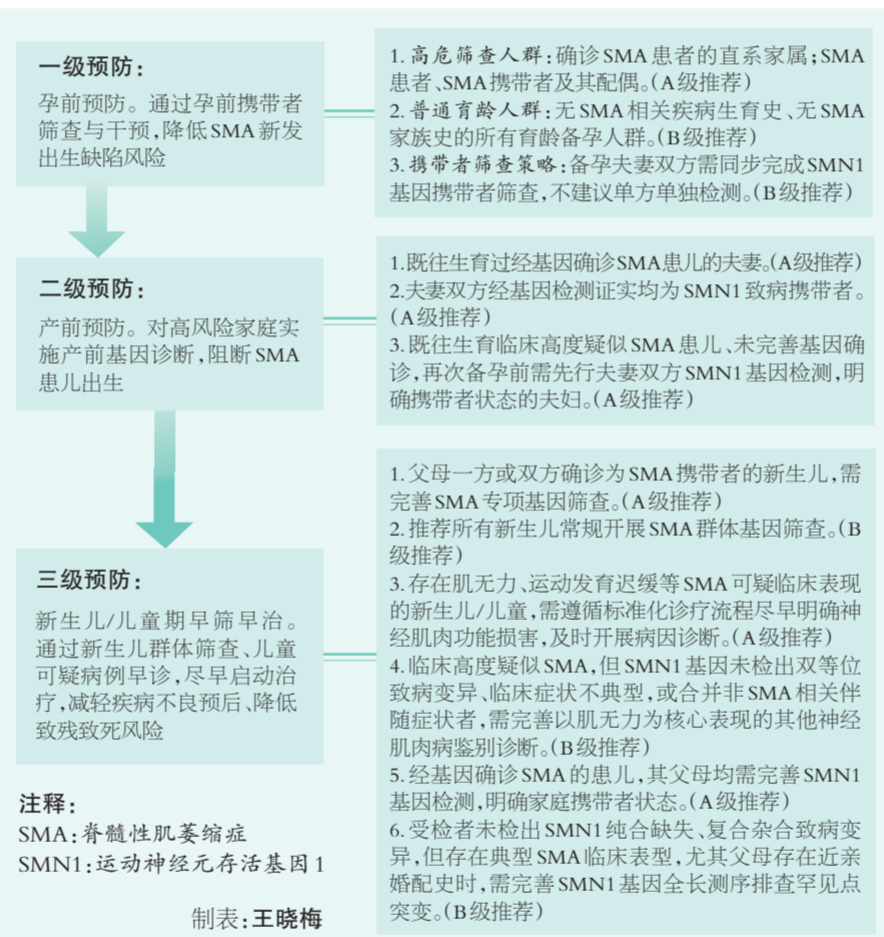 一级预防：
孕前预防。通过孕前携带者
筛查与干预，降低SMA新发
出生缺陷风险
1.高危筛查人群：确诊SMA患者的直系家属；SMA
患者、SMA携带者及其配偶。（A级推荐）
2.普通育龄人群：无SMA相关疾病生育史、无SMA
家族史的所有育龄备孕人群。（B级推荐）
3.携带者筛查策略：备孕夫妻双方需同步完成SMN1
基因携带者筛查，不建议单方单独检测。（B级推荐）
二级预防：
产前预防。对高风险家庭实
施产前基因诊断，阻断SMA
患儿出生
1.既往生育过经基因确诊SMA患儿的夫妻。（A级推荐）
2.夫妻双方经基因检测证实均为SMN1致病携带者。
（A级推荐）
3.既往生育临床高度疑似SMA患儿、未完善基因确
诊，再次备孕前需先行夫妻双方SMN1基因检测，明
确携带者状态的夫妇。（A级推荐）
三级预防：
新生儿/儿童期早筛早治。
通过新生儿群体筛查、儿童
可疑病例早诊，尽早启动治
疗，减轻疾病不良预后、降低
致残致死风险
1.父母一方或双方确诊为SMA携带者的新生儿，需
完善SMA专项基因筛查。（A级推荐）
2.推荐所有新生儿常规开展SMA群体基因筛查。（B
级推荐）
3.存在肌无力、运动发育迟缓等SMA可疑临床表现
的新生儿/儿童，需遵循标准化诊疗流程尽早明确神
经肌肉功能损害，及时开展病因诊断。（A级推荐）
4.临床高度疑似SMA，但SMN1基因未检出双等位
致病变异、临床症状不典型，或合并非SMA相关伴
随症状者，需完善以肌无力为核心表现的其他神经
肌肉病鉴别诊断。（B级推荐）
5.经基因确诊SMA的患儿，其父母均需完善SMN1
基因检测，明确家庭携带者状态。（A级推荐）
6.受检者未检出SMN1纯合缺失、复合杂合致病变
异，但存在典型SMA临床表型，尤其父母存在近亲
婚配史时，需完善SMN1基因全长测序排查罕见点
突变。（B级推荐）
注释：
SMA：脊髓性肌萎缩症
SMN1：运动神经元存活基因1
制表：王晓梅